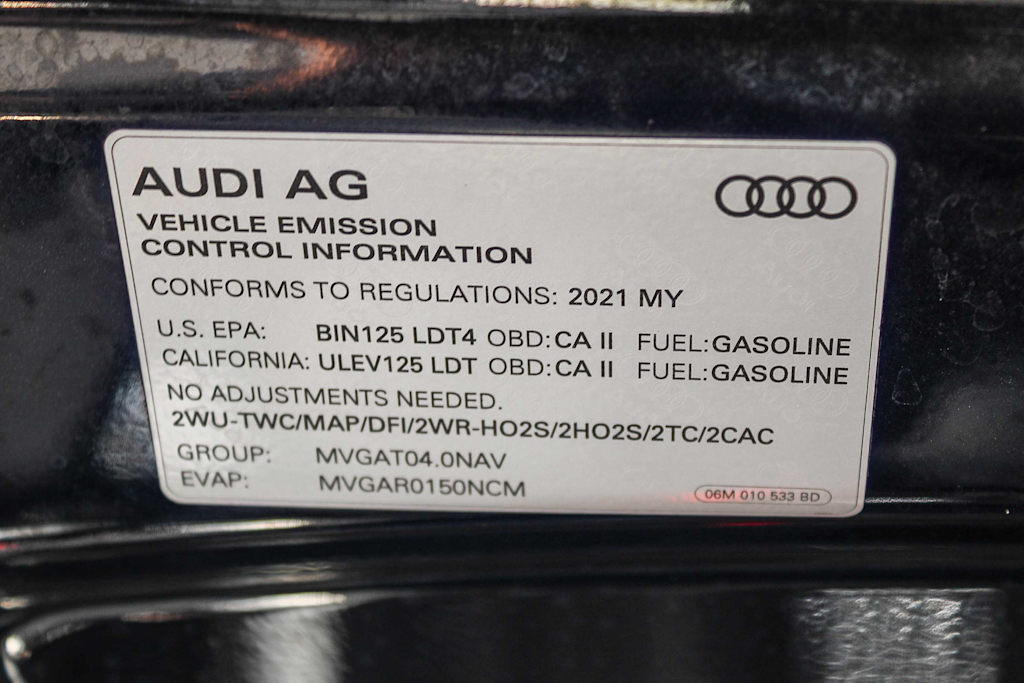 AUDI AG
VEHICLE EMISSION
CONTROL INFORMATION
CONFORMS TO REGULATIONS: 2021 MY
U.S. EPA: BIN125 LDT4 OBD: CA II FUEL: GASOLINE
CALIFORNIA: ULEV125 LDT OBD: CA II FUEL: GASOLINE
NO ADJUSTMENTS NEEDED.
2WU-TWC/MAP/DFI/2WR-HO2S/2HO2S/2TC/2CAC
GROUP: MVGAT04.0NAV
EVAP: MVGAR0150NCM
06M 010 533 BD